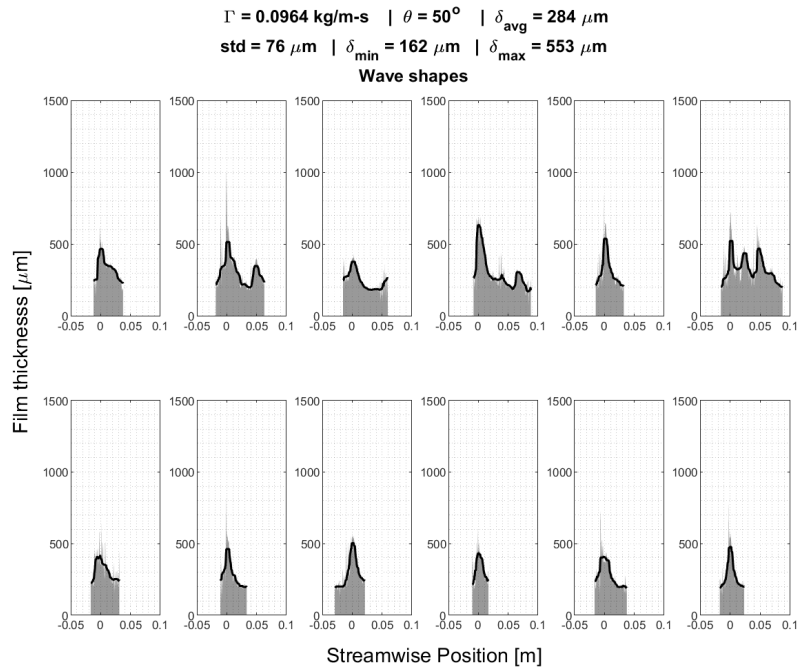 Γ = 0.0964 kg/m-s | θ = 50° | δavg = 284 μm
std = 76 μm | δmin = 162 μm | δmax = 553 μm
Wave shapes
1500 1500 1500 1500 1500 1500
1000 1000 1000 1000 1000 1000
500 500 500 500 500 500
0 0 0 0 0 0
-0.05 0 0.05 0.1 -0.05 0 0.05 0.1 -0.05 0 0.05 0.1 -0.05 0 0.05 0.1 -0.05 0 0.05 0.1 -0.05 0 0.05 0.1
Film thicknesss [μm]
1500 1500 1500 1500 1500 1500
1000 1000 1000 1000 1000 1000
500 500 500 500 500 500
0 0 0 0 0 0
-0.05 0 0.05 0.1 -0.05 0 0.05 0.1 -0.05 0 0.05 0.1 -0.05 0 0.05 0.1 -0.05 0 0.05 0.1 -0.05 0 0.05 0.1
Streamwise Position [m]